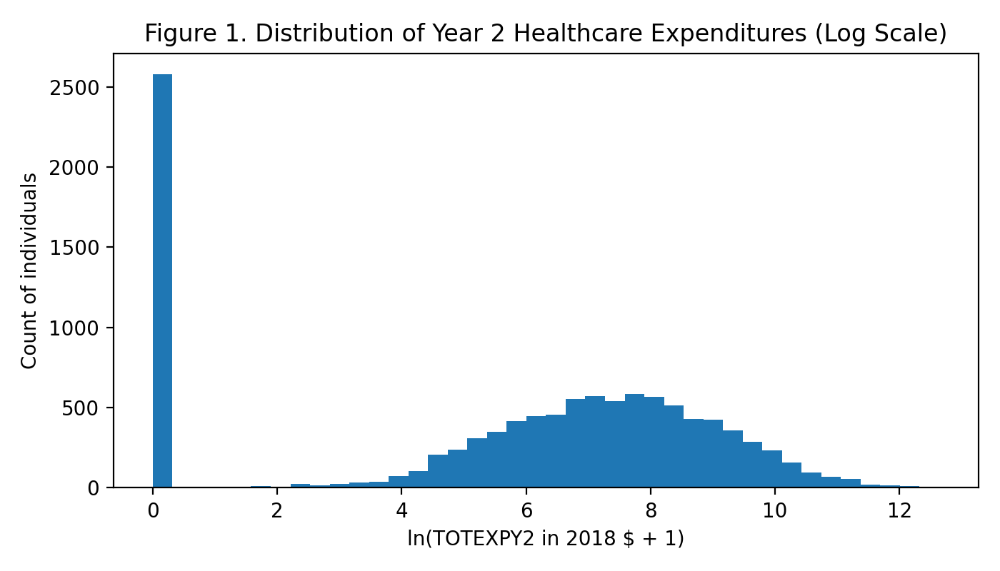 Figure 1. Distribution of Year 2 Healthcare Expenditures (Log Scale)
2500
2000
1500
1000
500
0
Count of individuals
0 2 4 6 8 10 12
ln(TOTEXPY2 in 2018 $ + 1)